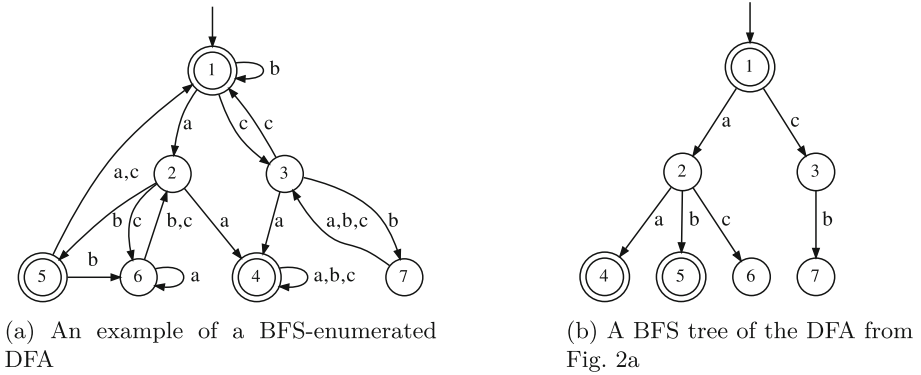 1
b
a
c
c
2
3
a,c
b
c
b,c
a
a
a,b,c
b
b
5
6
a
4
a,b,c
7
(a) An example of a BFS-enumerated
DFA
1
a
c
2
3
a
b
c
b
4
5
6
7
(b) A BFS tree of the DFA from
Fig. 2a